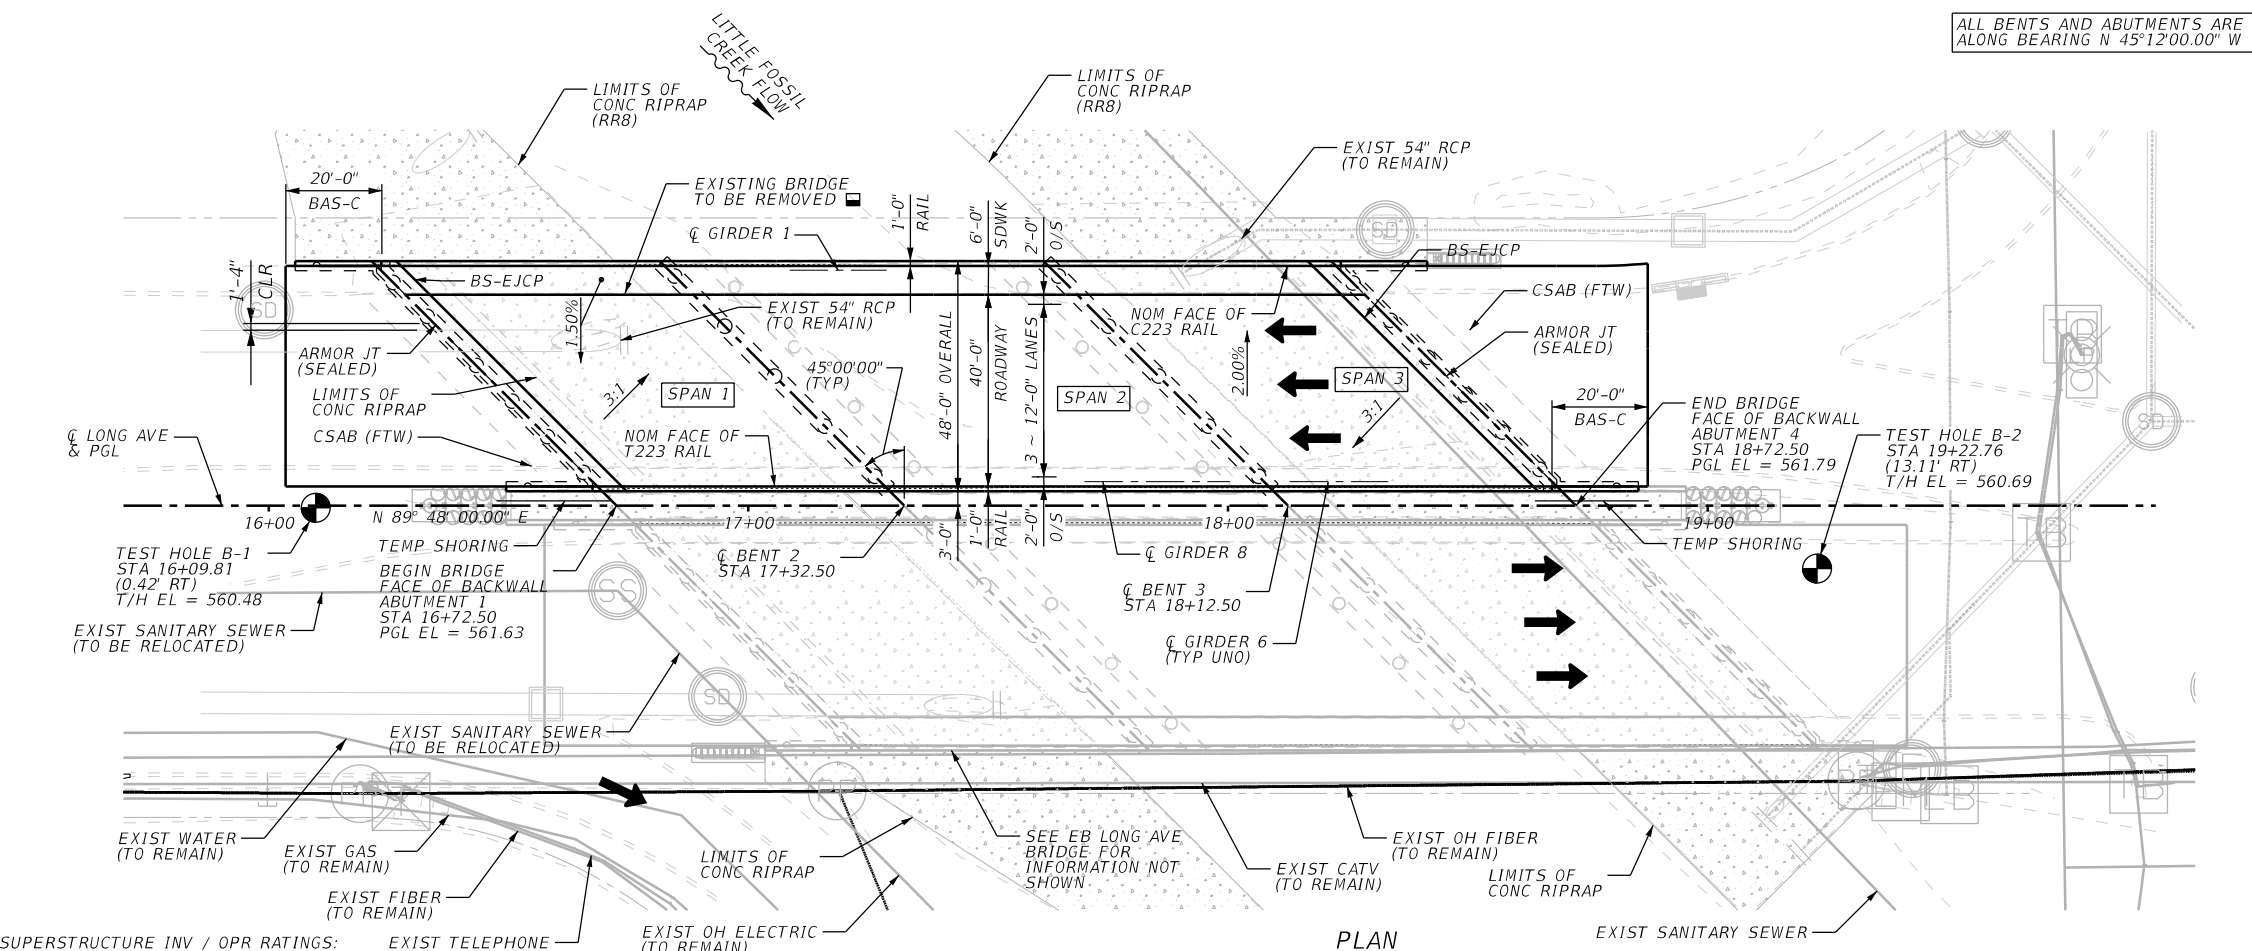 ALL BENTS AND ABUTMENTS ARE
ALONG BEARING N 45°12'00.00" W
LITTLE FOSSIL
CREEK FLOW
LIMITS OF
CONC RIPRAP
(RR8)
LIMITS OF
CONC RIPRAP
(RR8)
EXIST 54" RCP
(TO REMAIN)
20'-0"
BAS-C
EXISTING BRIDGE
TO BE REMOVED
℄ GIRDER 1
1'-0"
RAIL
6'-0"
SDWK
2'-0"
O/S
SD
BS-EJCP
1'-4"
CLR
SD
BS-EJCP
1.50%
EXIST 54" RCP
(TO REMAIN)
NOM FACE OF
C223 RAIL
CSAB (FTW)
ARMOR JT
(SEALED)
ARMOR JT
(SEALED)
LIMITS OF
CONC RIPRAP
CSAB (FTW)
3:1
SPAN 1
45°00'00"
(TYP)
48'-0" OVERALL
40'-0"
ROADWAY
3 ~ 12'-0" LANES
SPAN 2
2.00%
SPAN 3
3:1
20'-0"
BAS-C
END BRIDGE
FACE OF BACKWALL
ABUTMENT 4
STA 18+72.50
PGL EL = 561.79
TEST HOLE B-2
STA 19+22.76
(13.11' RT)
T/H EL = 560.69
SD
℄ LONG AVE
& PGL
NOM FACE OF
T223 RAIL
16+00
N 89° 48' 00.00" E
17+00
18+00
19+00
3'-0"
1'-0"
RAIL
2'-0"
O/S
TEST HOLE B-1
STA 16+09.81
(0.42' RT)
T/H EL = 560.48
TEMP SHORING
BEGIN BRIDGE
FACE OF BACKWALL
ABUTMENT 1
STA 16+72.50
PGL EL = 561.63
℄ BENT 2
STA 17+32.50
℄ GIRDER 8
℄ BENT 3
STA 18+12.50
℄ GIRDER 6
(TYP UNO)
TEMP SHORING
SS
SD
EXIST SANITARY SEWER
(TO BE RELOCATED)
EXIST SANITARY SEWER
(TO BE RELOCATED)
EXIST WATER
(TO REMAIN)
EXIST GAS
(TO REMAIN)
EXIST FIBER
(TO REMAIN)
LIMITS OF
CONC RIPRAP
SEE EB LONG AVE
BRIDGE FOR
INFORMATION NOT
SHOWN
EXIST OH FIBER
(TO REMAIN)
EXIST CATV
(TO REMAIN)
LIMITS OF
CONC RIPRAP
EXIST OH ELECTRIC
(TO REMAIN)
EXIST SANITARY SEWER
SUPERSTRUCTURE INV / OPR RATINGS:
EXIST TELEPHONE
PLAN